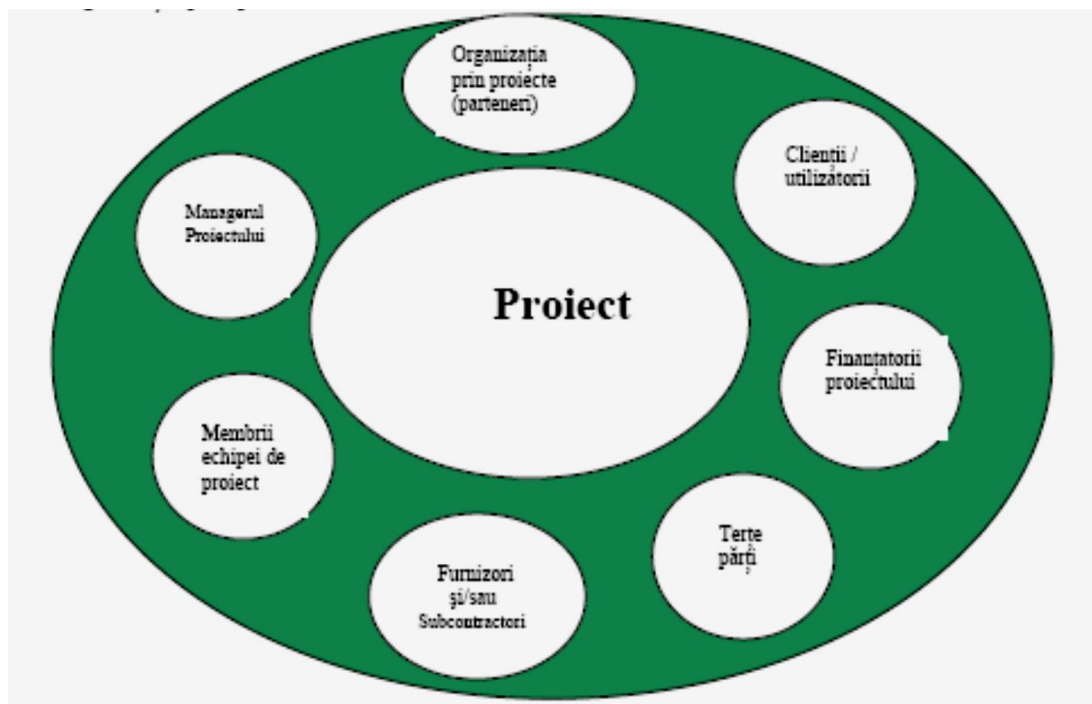 Organizația
prin proiecte
(parteneri)
Clienții /
utilizatorii
Managerul
Proiectului
Proiect
Finanțatorii
proiectului
Membrii
echipei de
proiect
Terțe
părți
Furnizori
și/sau
Subcontractori